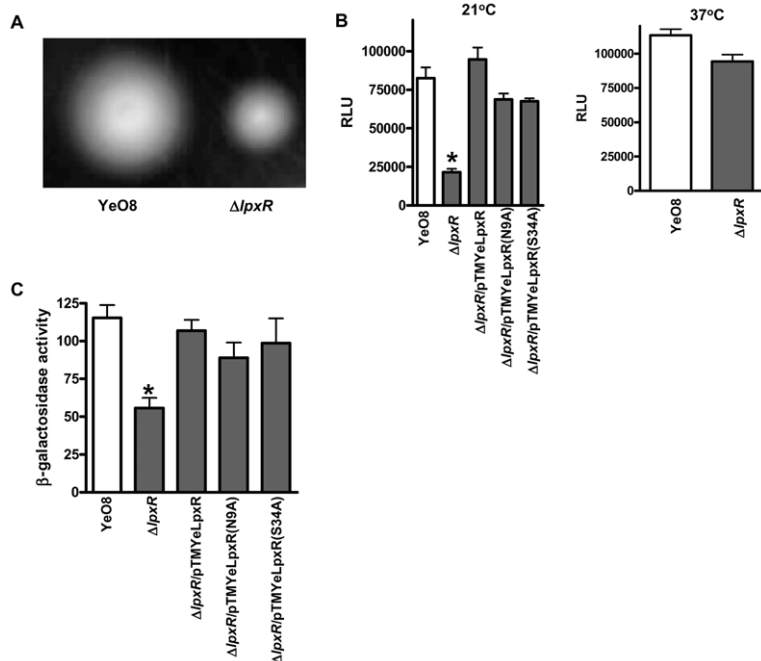 A
YeO8
ΔlpxR
B
21ºC
RLU
100000
75000
50000
25000
0
*
YeO8
ΔlpxR
ΔlpxR/pTMYeLpxR
ΔlpxR/pTMYeLpxR(N9A)
ΔlpxR/pTMYeLpxR(S34A)
37ºC
RLU
100000
75000
50000
25000
0
YeO8
ΔlpxR
C
β-galactosidase activity
125
100
75
50
25
0
*
YeO8
ΔlpxR
ΔlpxR/pTMYeLpxR
ΔlpxR/pTMYeLpxR(N9A)
ΔlpxR/pTMYeLpxR(S34A)